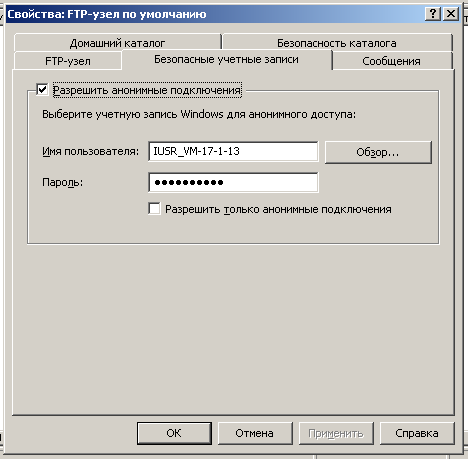 Свойства: FTP-узел по умолчанию
Домашний каталог
Безопасность каталога
FTP-узел
Безопасные учетные записи
Сообщения
Разрешить анонимные подключения
Выберите учетную запись Windows для анонимного доступа:
Имя пользователя:
IUSR_VM-17-1-13
Обзор...
Пароль:
●●●●●●●●●●
Разрешить только анонимные подключения
ОК
Отмена
Применить
Справка